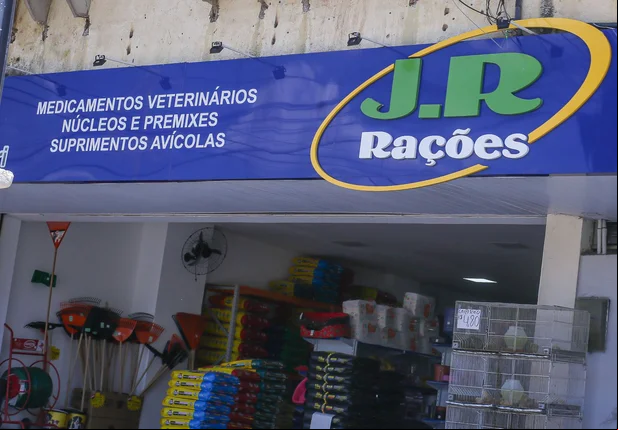 MEDICAMENTOS VETERINÁRIOS
NÚCLEOS E PREMIXES
SUPRIMENTOS AVÍCOLAS
J.R
Rações